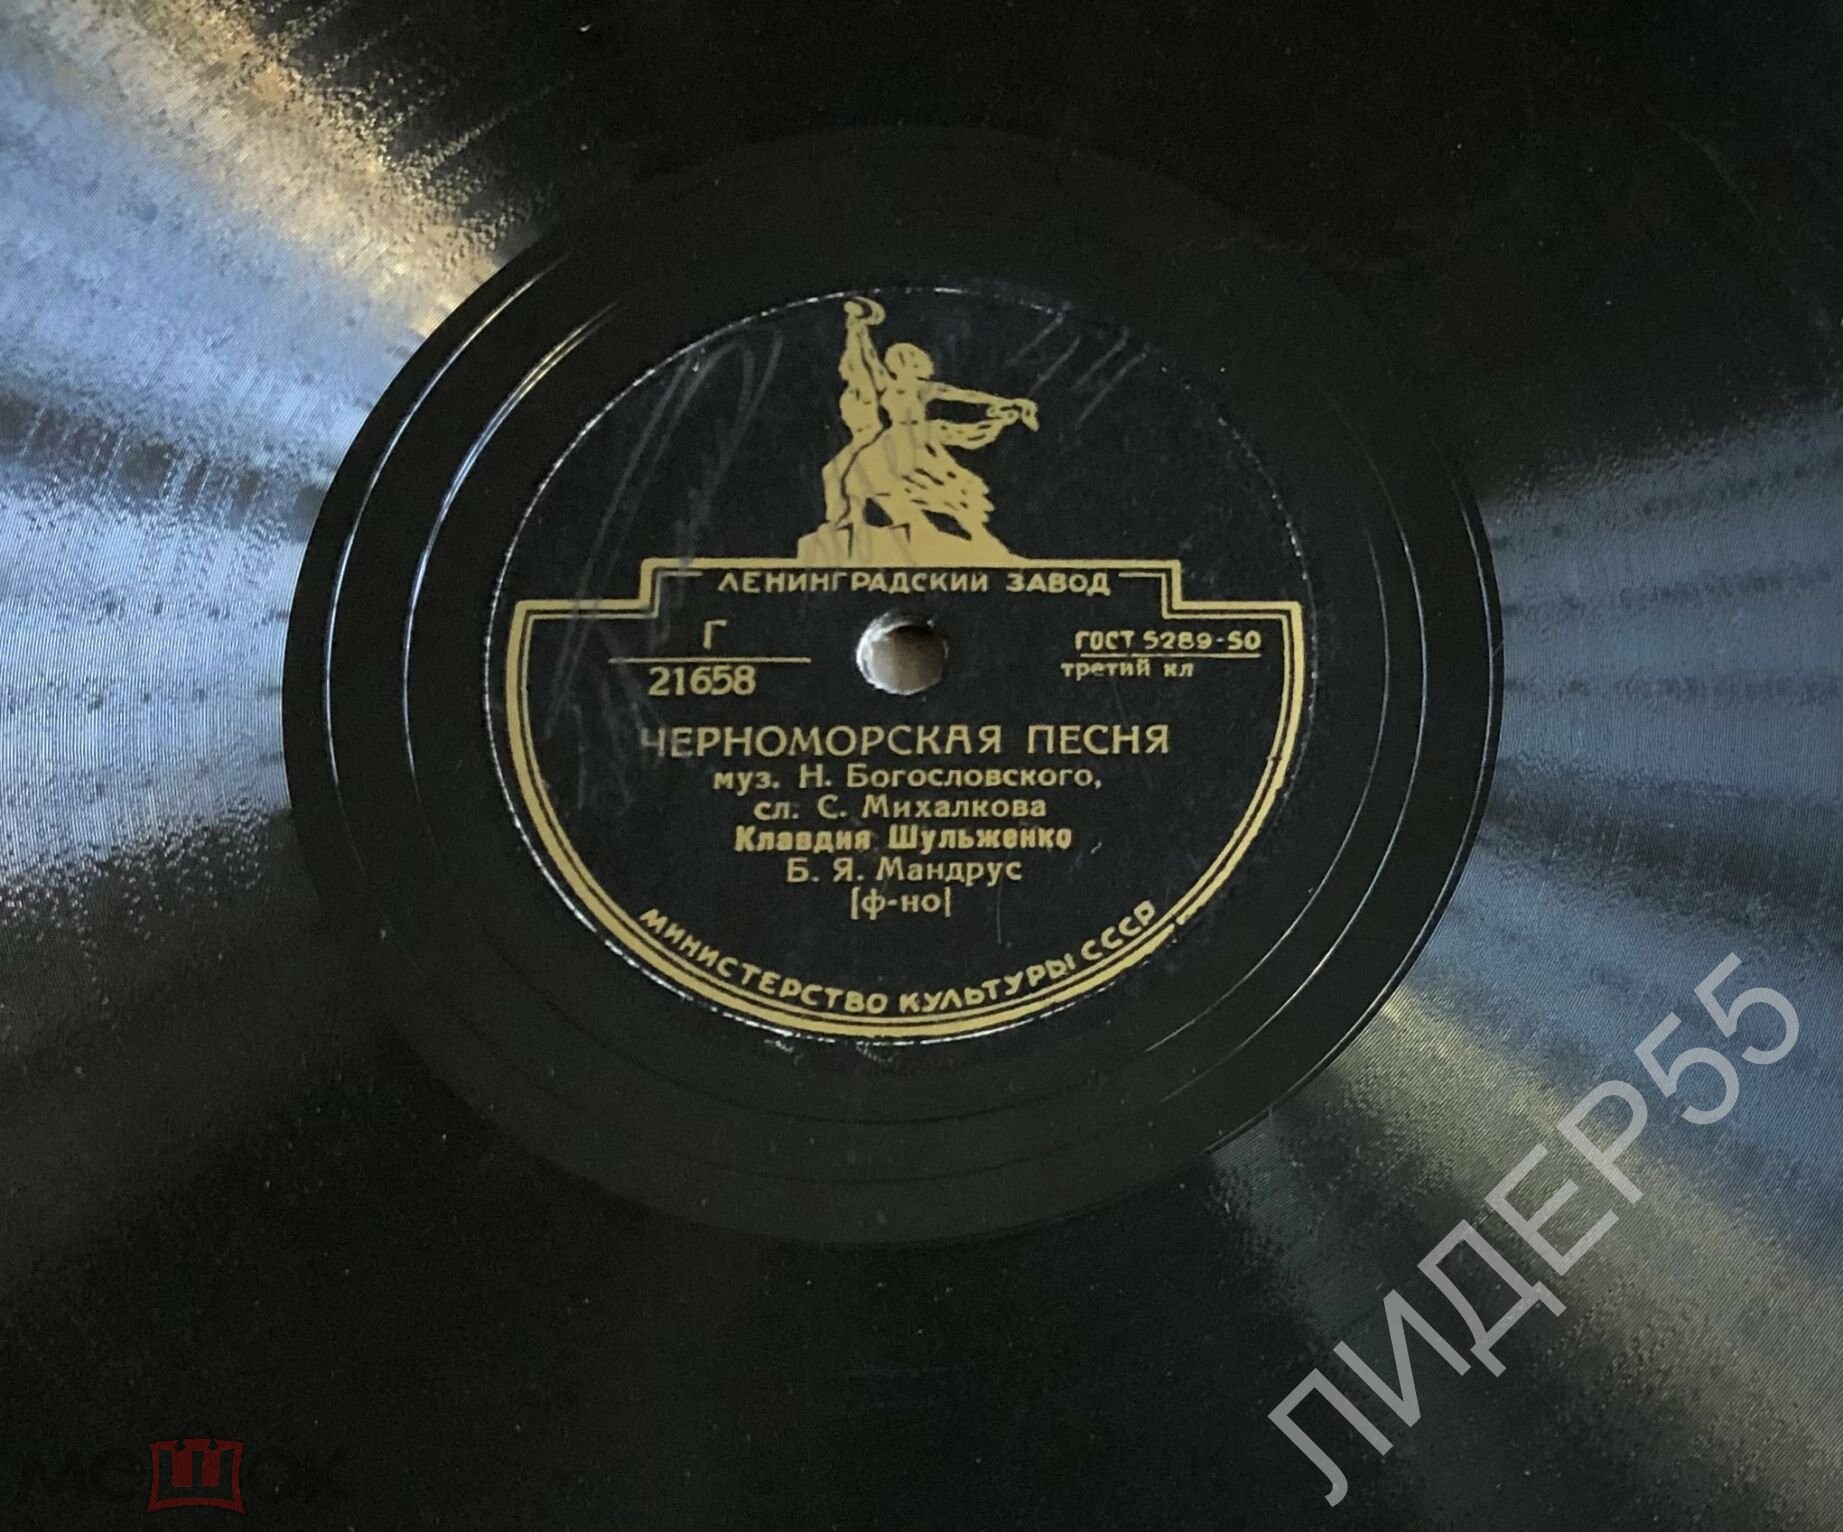 ЛЕНИНГРАДСКИЙ ЗАВОД
Г
21658
ГОСТ 5289-50
третий кл
ЧЕРНОМОРСКАЯ ПЕСНЯ
муз. Н. Богословского,
сл. С. Михалкова
Клавдия Шульженко
Б. Я. Мандрус
[ф-но]
МИНИСТЕРСТВО КУЛЬТУРЫ СССР
ЛИДЕР55
мешок